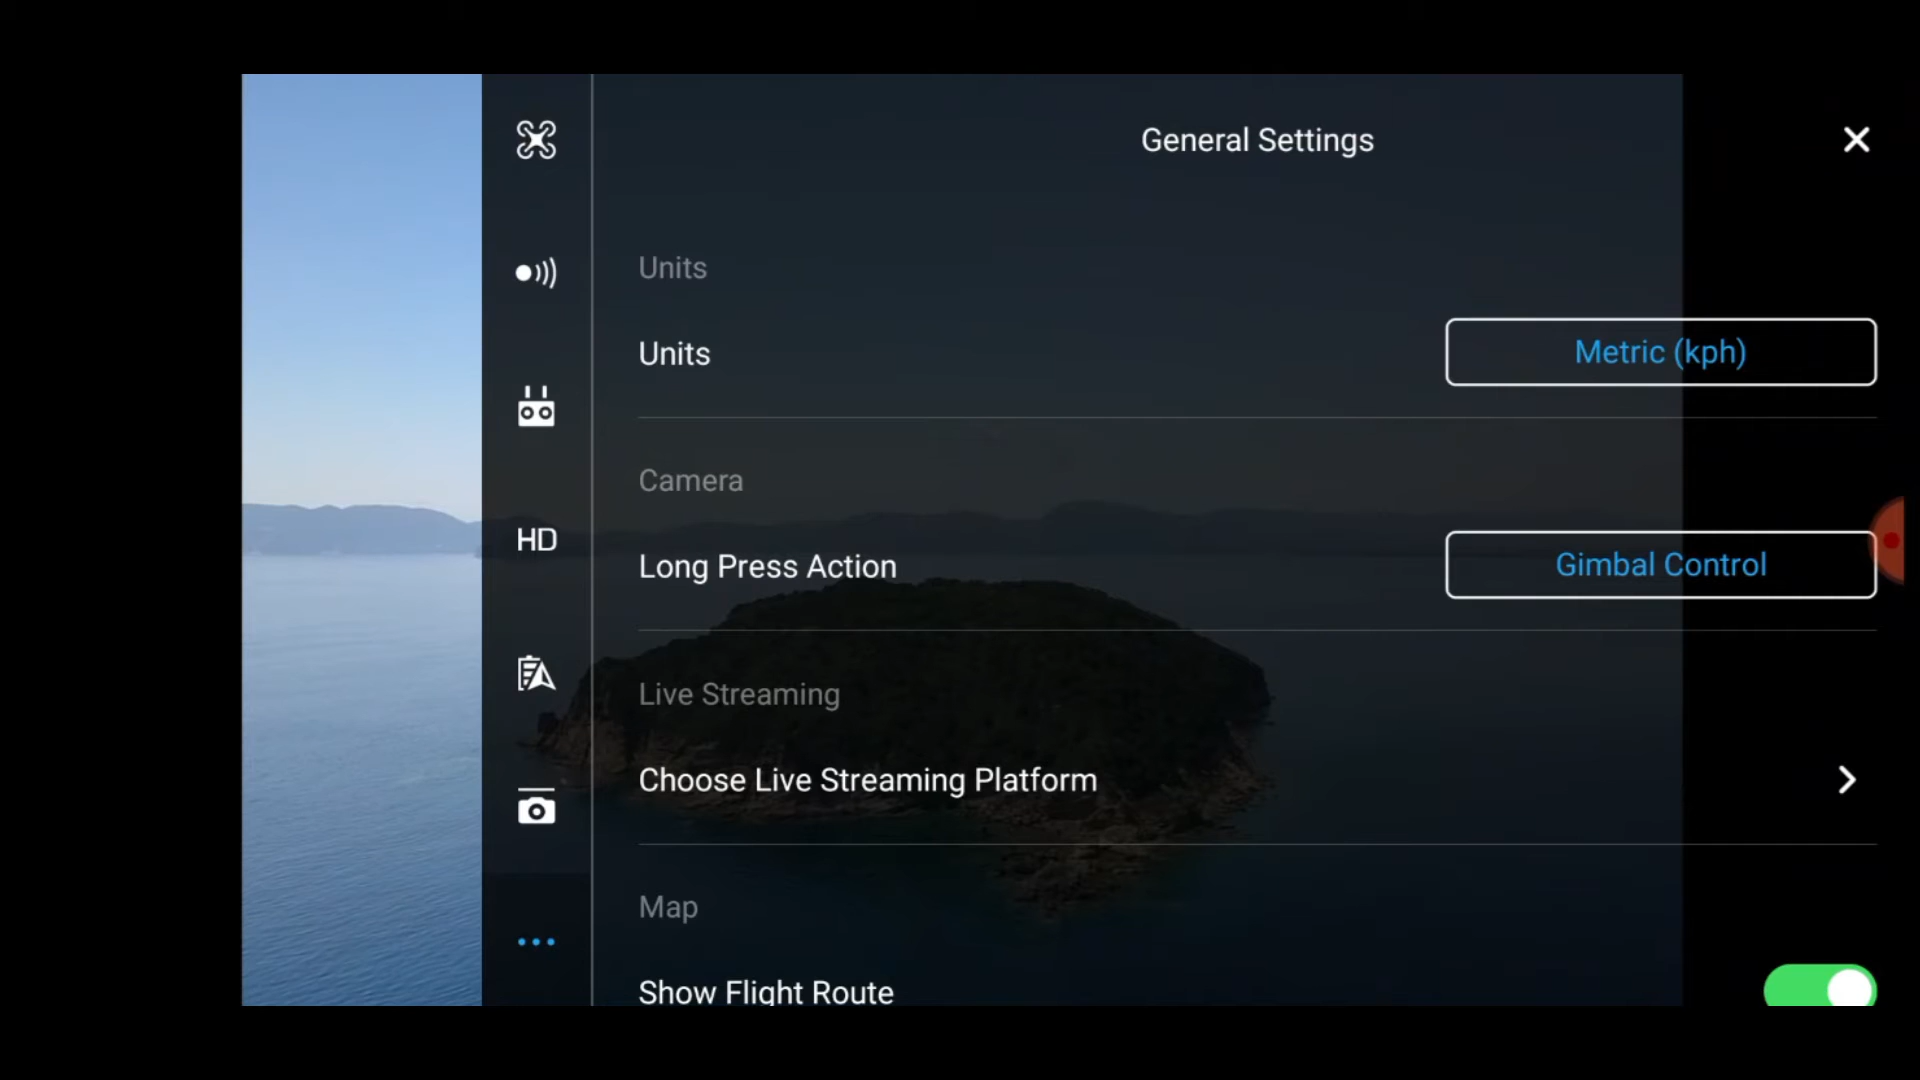 General Settings
Units
Units
Metric (kph)
Camera
HD
Long Press Action
Gimbal Control
Live Streaming
Choose Live Streaming Platform
Map
Show Flight Route